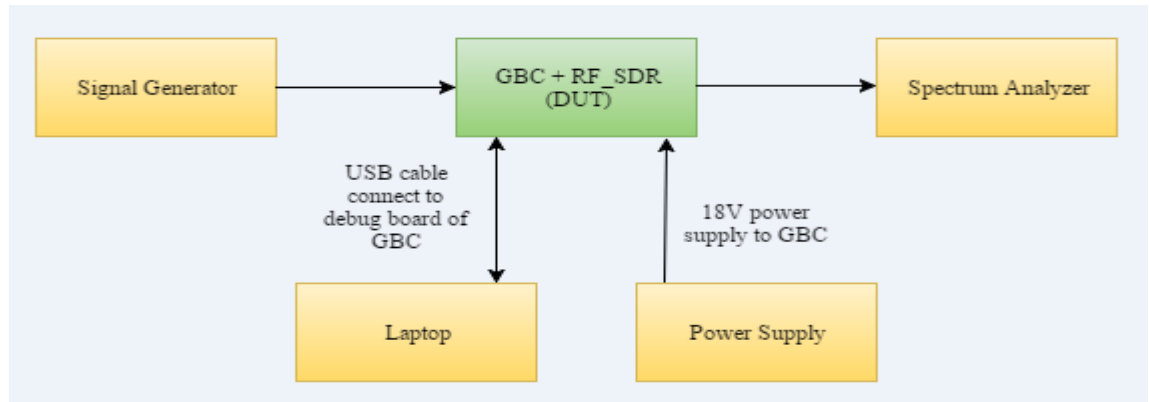 Signal Generator
GBC + RF_SDR
(DUT)
Spectrum Analyzer
USB cable
connect to
debug board of
GBC
18V power
supply to GBC
Laptop
Power Supply